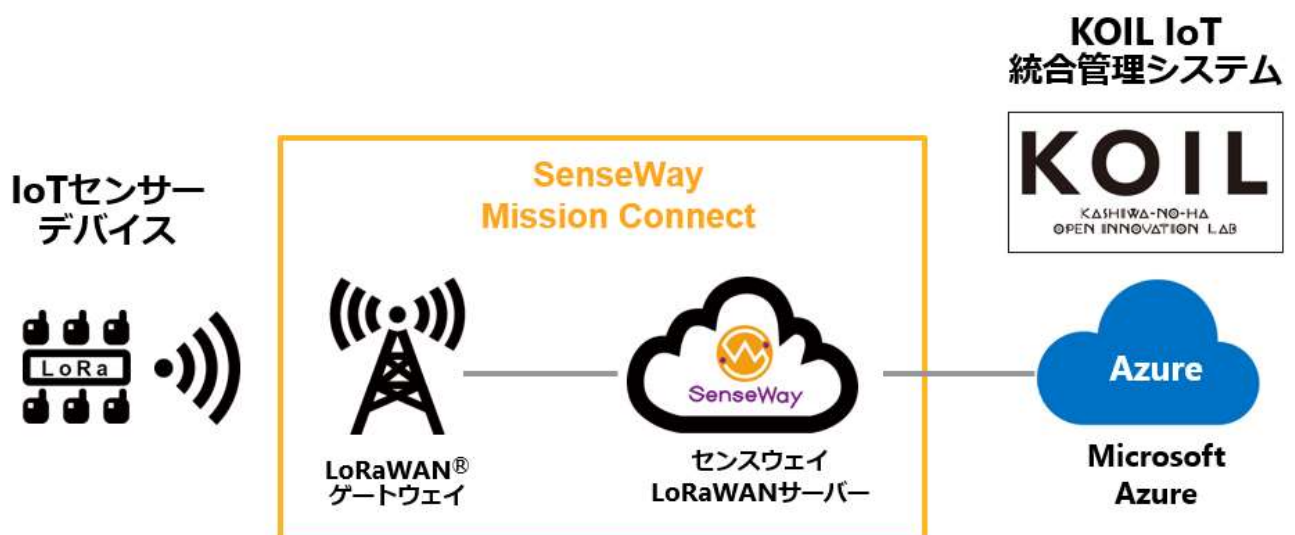 KOIL IoT
統合管理システム
KOIL
KASHIWA-NO-HA
OPEN INNOVATION LAB
SenseWay
Mission Connect
IoTセンサー
デバイス
LoRa
SenseWay
Azure
LoRaWAN®
ゲートウェイ
センスウェイ
LoRaWANサーバー
Microsoft
Azure